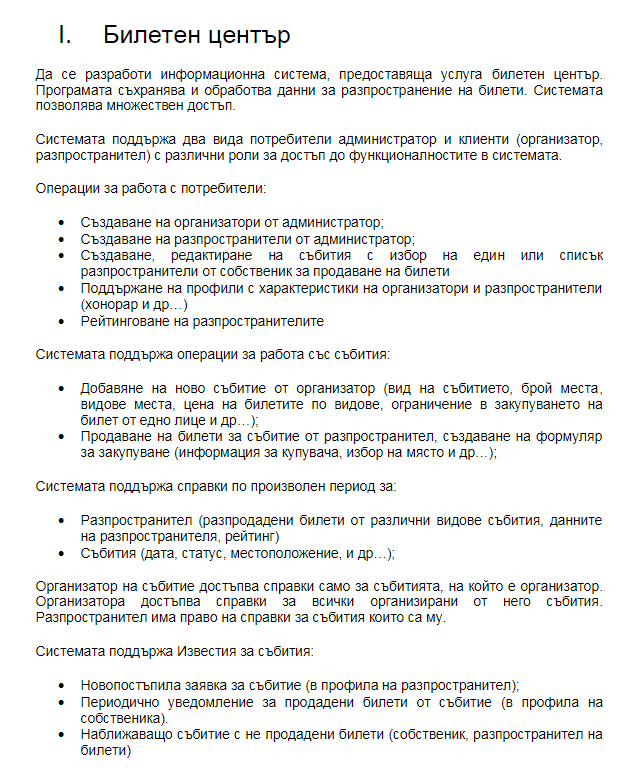 I. Билетен център
Да се разработи информационна система, предоставяща услуга билетен център.
Програмата съхранява и обработва данни за разпространение на билети. Системата
позволява множествен достъп.
Системата поддържа два вида потребители администратор и клиенти (организатор,
разпространител) с различни роли за достъп до функционалностите в системата.
Операции за работа с потребители:
• Създаване на организатори от администратор;
• Създаване на разпространители от администратор;
• Създаване, редактиране на събития с избор на един или списък
разпространители от собственик за продаване на билети
• Поддържане на профили с характеристики на организатори и разпространители
(хонорар и др…)
• Рейтинговане на разпространителите
Системата поддържа операции за работа със събития:
• Добавяне на ново събитие от организатор (вид на събитието, брой места,
видове места, цена на билетите по видове, ограничение в закупуването на
билет от едно лице и др…);
• Продаване на билети за събитие от разпространител, създаване на формуляр
за закупуване (информация за купувача, избор на място и др…);
Системата поддържа справки по произволен период за:
• Разпространител (разпродадени билети от различни видове събития, данните
на разпространителя, рейтинг)
• Събития (дата, статус, местоположение, и др…);
Организатор на събитие достъпва справки само за събитията, на който е организатор.
Организатора достъпва справки за всички организирани от него събития.
Разпространител има право на справки за събития които са му.
Системата поддържа Известия за събития:
• Новопостъпила заявка за събитие (в профила на разпространител);
• Периодично уведомление за продадени билети от събитие (в профила на
собственика).
• Наближаващо събитие с не продадени билети (собственик, разпространител на
билети)